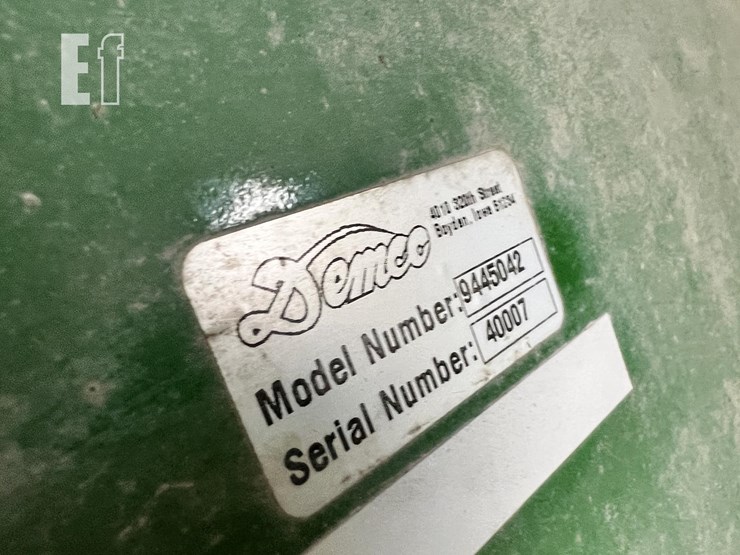 Ef
Demco
4010 320th Street
Boyden, Iowa 51234
Model Number: 9445042
Serial Number: 40007